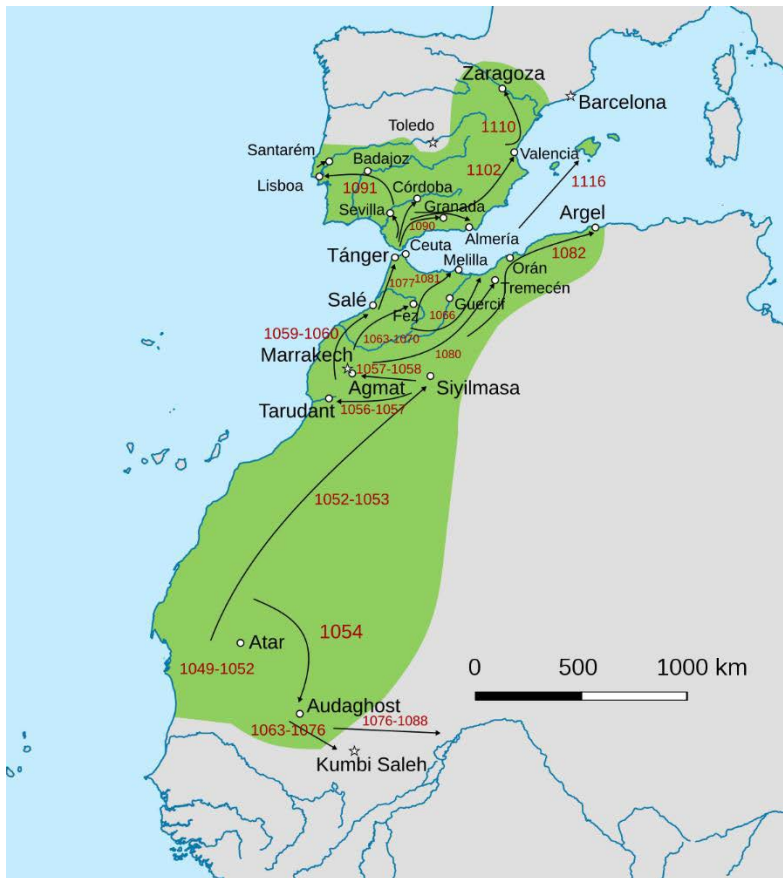 Zaragoza
Barcelona
1110
Toledo
Santarém
Badajoz
Valencia
1102
1116
Lisboa
1091
Córdoba
Sevilla
Granada
1090
Argel
Almería
Ceuta
Tánger
Melilla
Orán
1082
1077
1081
Tremecén
Salé
Guercif
Fez
1066
1059-1060
1063-1070
Marrakech
1080
1057-1058
Agmat
Siyilmasa
Tarudant
1056-1057
1052-1053
1054
Atar
1049-1052
0
500
1000 km
Audaghost
1063-1076
1076-1088
Kumbi Saleh